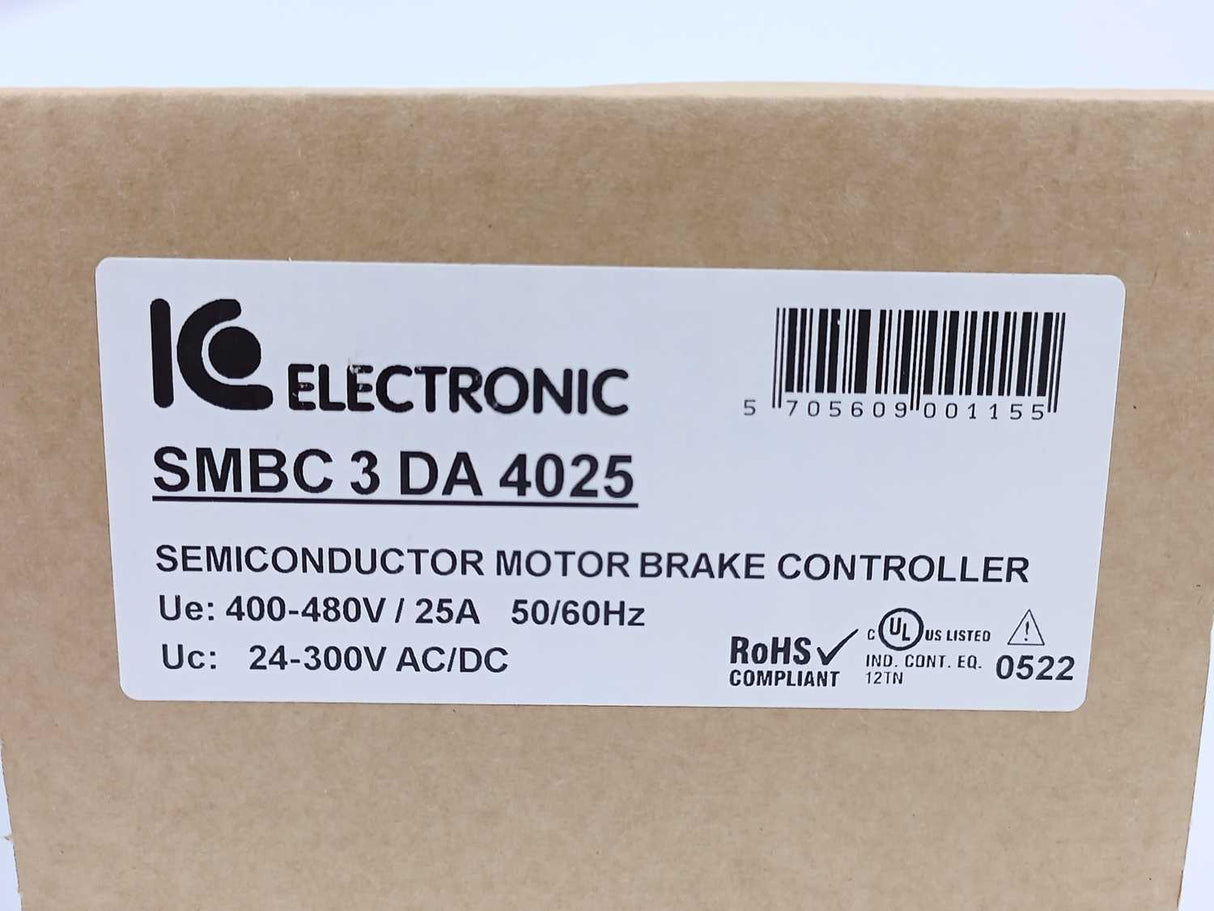 IC ELECTRONIC
5 705609 001155
SMBC 3 DA 4025
SEMICONDUCTOR MOTOR BRAKE CONTROLLER
Ue: 400-480V / 25A 50/60Hz
Uc: 24-300V AC/DC
RoHS
COMPLIANT
C UL US LISTED
IND. CONT. EQ.
12TN
0522